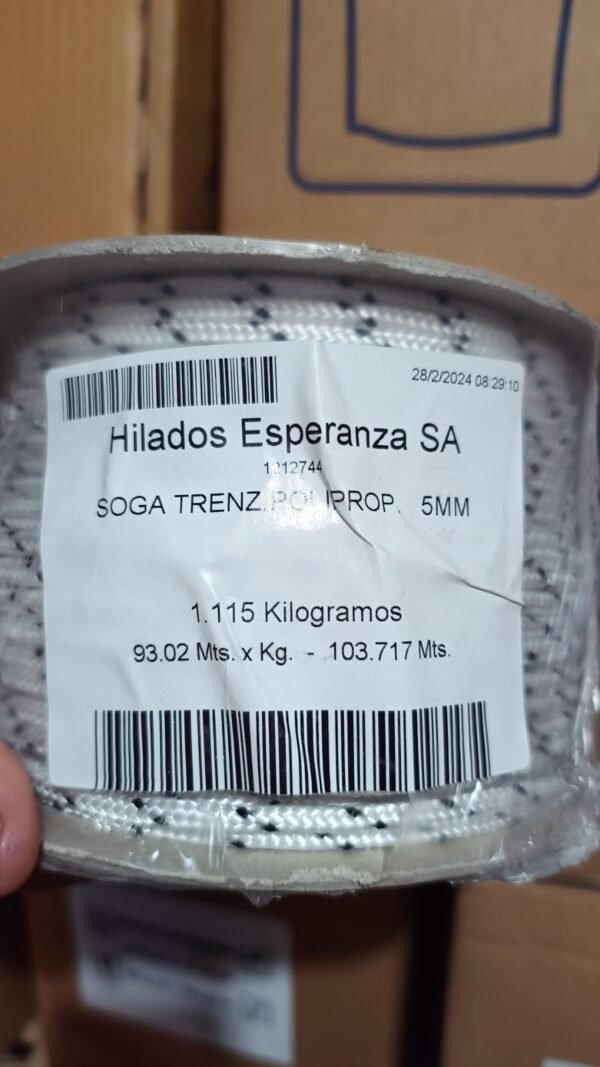 28/2/2024 08:29:10
Hilados Esperanza SA
1212744
SOGA TRENZ. POLIPROP. 5MM
1.115 Kilogramos
93.02 Mts. x Kg. - 103.717 Mts.